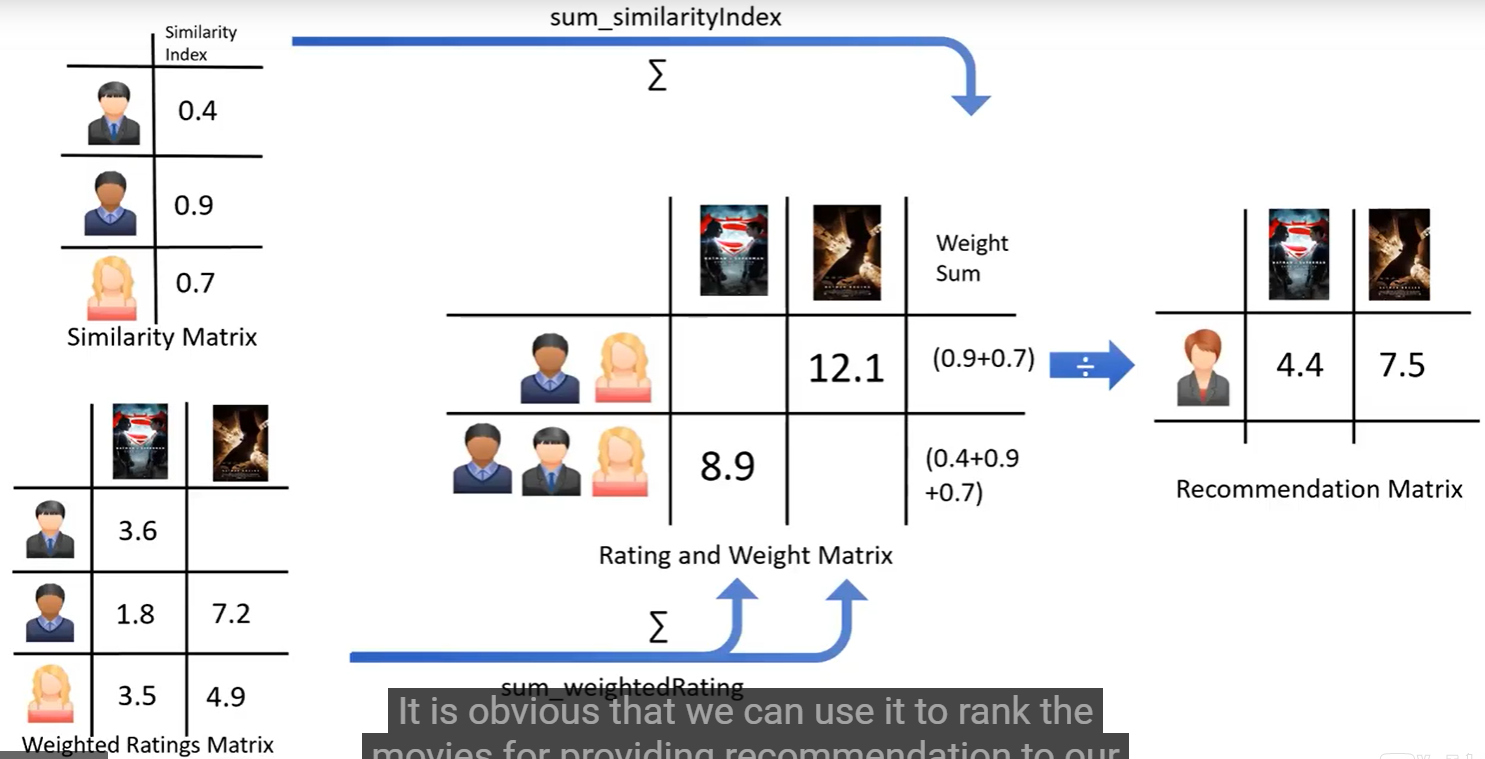 sum_similarityIndex
∑
Similarity
Index
0.4
0.9
0.7
Similarity Matrix
3.6
1.8 7.2
3.5 4.9
Weighted Ratings Matrix
Weight
Sum
12.1 (0.9+0.7)
8.9 (0.4+0.9
+0.7)
Rating and Weight Matrix
∑
sum_weightedRating
÷
4.4 7.5
Recommendation Matrix
It is obvious that we can use it to rank the
movies for providing recommendation to our